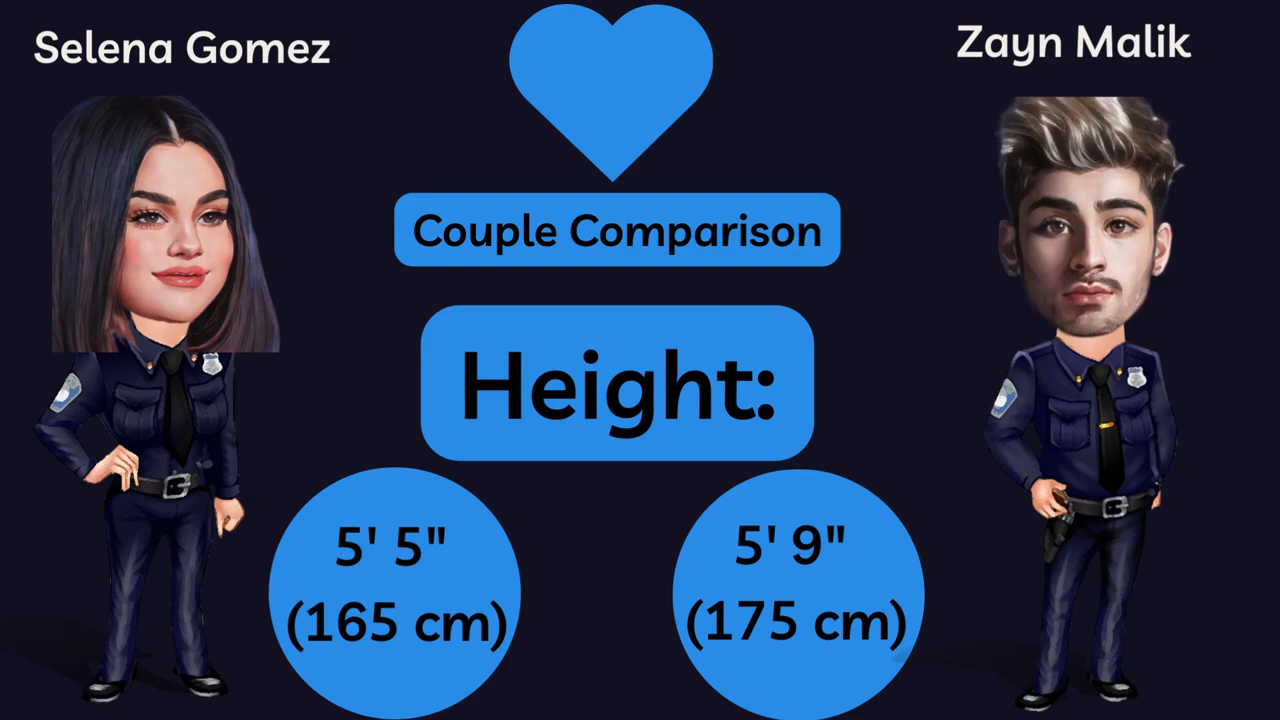 Selena Gomez
Zayn Malik
Couple Comparison
Height:
5' 5"
(165 cm)
5' 9"
(175 cm)